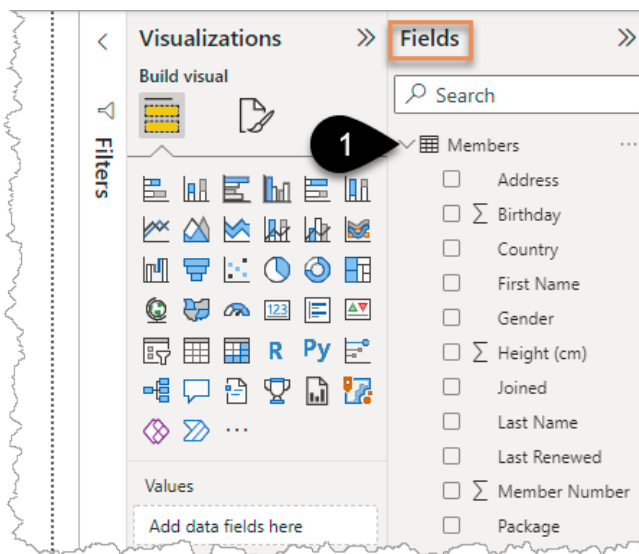 Visualizations
Build visual
Filters
Values
Add data fields here
Fields
Search
1
Members
Address
Σ Birthday
Country
First Name
Gender
Σ Height (cm)
Joined
Last Name
Last Renewed
Σ Member Number
Package
123
R
Py